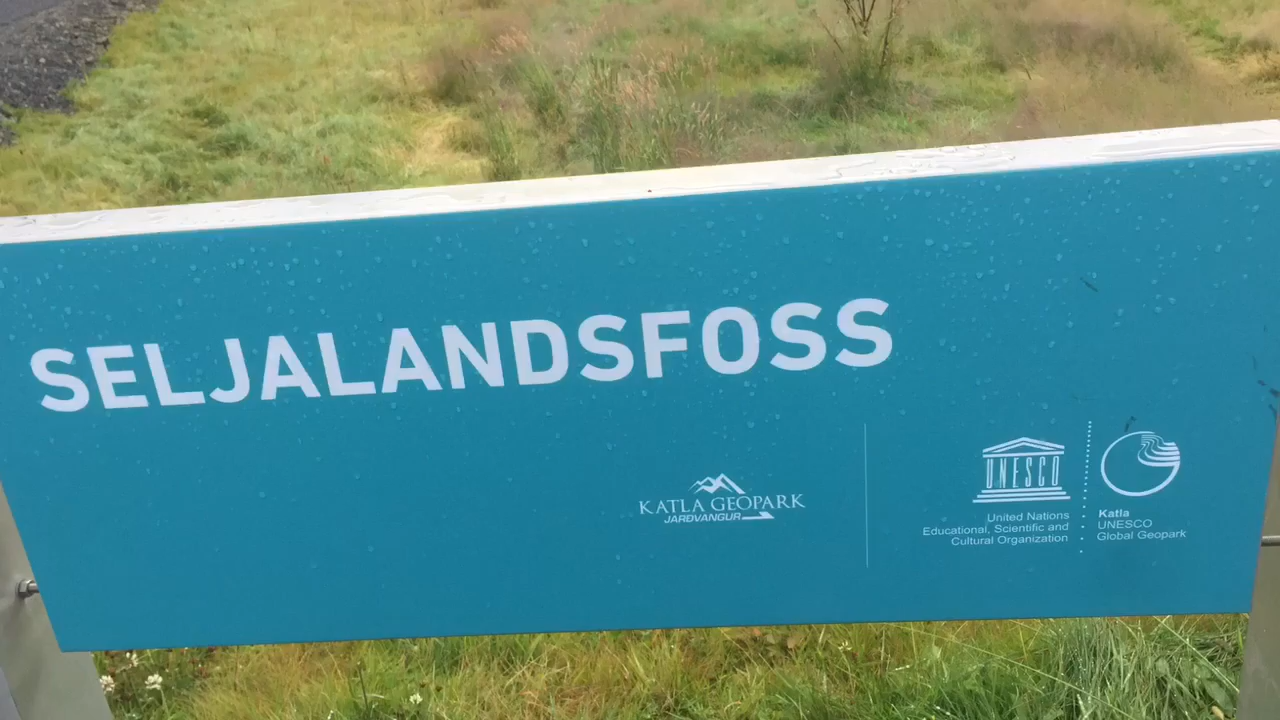 SELJALANDSFOSS
KATLA GEOPARK
JARÐVANGUR
UNESCO
United Nations
Educational, Scientific and
Cultural Organization
Katla
UNESCO
Global Geopark